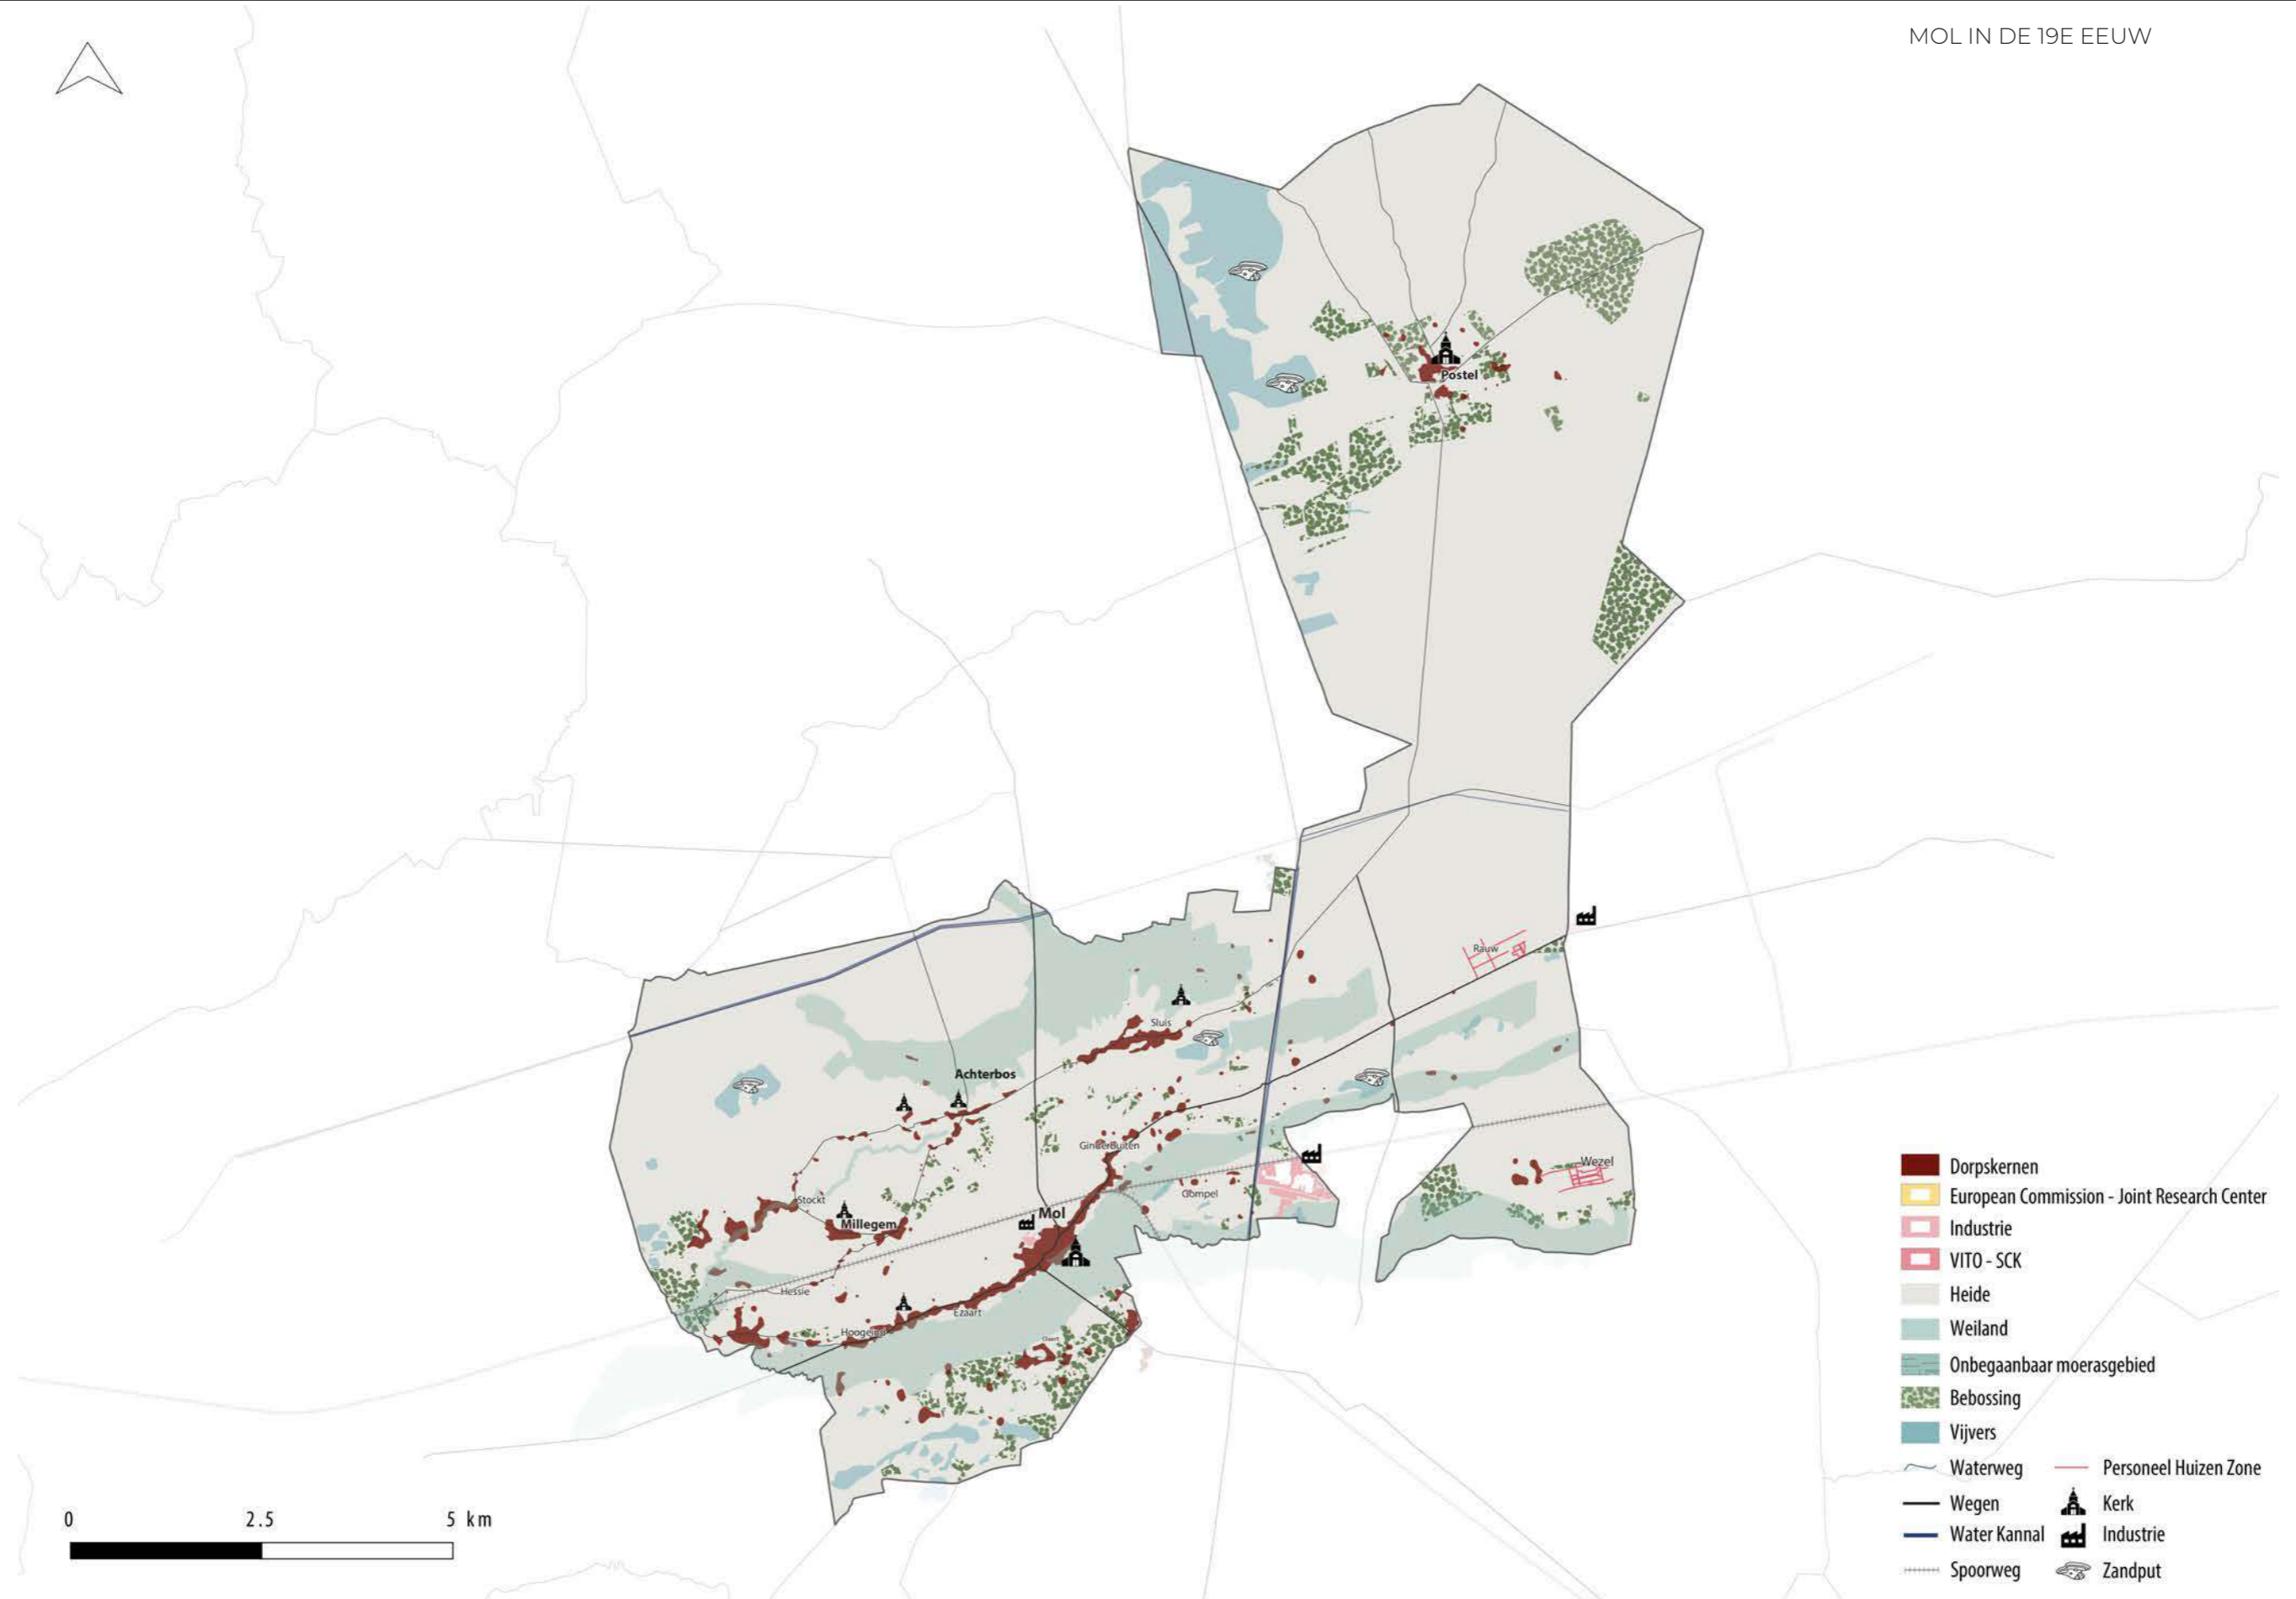 MOL IN DE 19E EEUW
Postel
Rauw
Sluis
Achterbos
Ginderbuiten
Wezel
Stockt
Gompel
Millegem
Mol
Hessie
Ezaart
0 2.5 5 km
Dorpskernen
European Commission - Joint Research Center
Industrie
VITO - SCK
Heide
Weiland
Onbegaanbaar moerasgebied
Bebossing
Vijvers
Waterweg
Personeel Huizen Zone
Wegen
Kerk
Water Kannal
Industrie
Spoorweg
Zandput